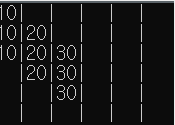 10| | | | |
10|20| | | |
10|20|30| | |
|20|30| | |
| |30| | |
| | | | |